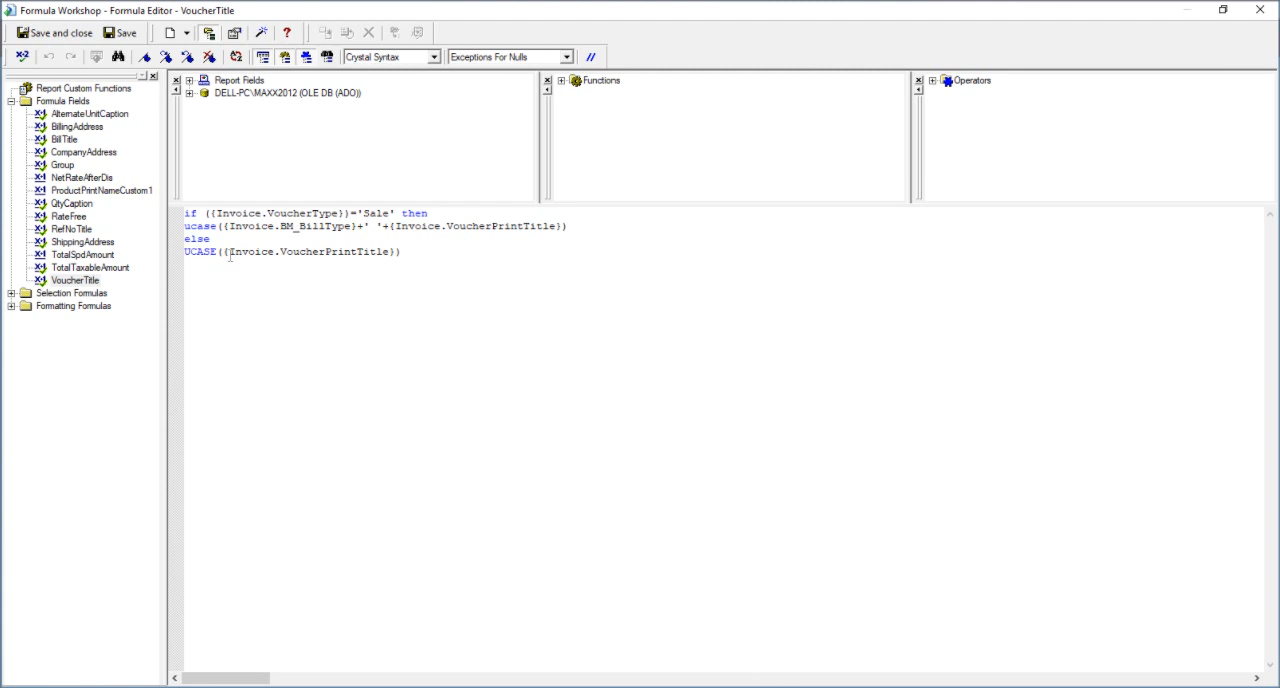 Formula Workshop - Formula Editor - VoucherTitle
Save and close Save
Crystal Syntax Exceptions For Nulls
Report Custom Functions
Formula Fields
AlternateUnitCaption
BillingAddress
BillTitle
CompanyAddress
Group
NetRateAfterDis
ProductPrintNameCustom1
QtyCaption
RateFree
RefNoTitle
ShippingAddress
TotalSpdAmount
TotalTaxableAmount
VoucherTitle
Selection Formulas
Formatting Formulas
Report Fields
DELL-PC\MAXX2012 (OLE DB (ADO))
Functions
Operators
if ({Invoice.VoucherType})='Sale' then
ucase({Invoice.BM_BillType}+' '+{Invoice.VoucherPrintTitle})
else
UCASE({Invoice.VoucherPrintTitle})